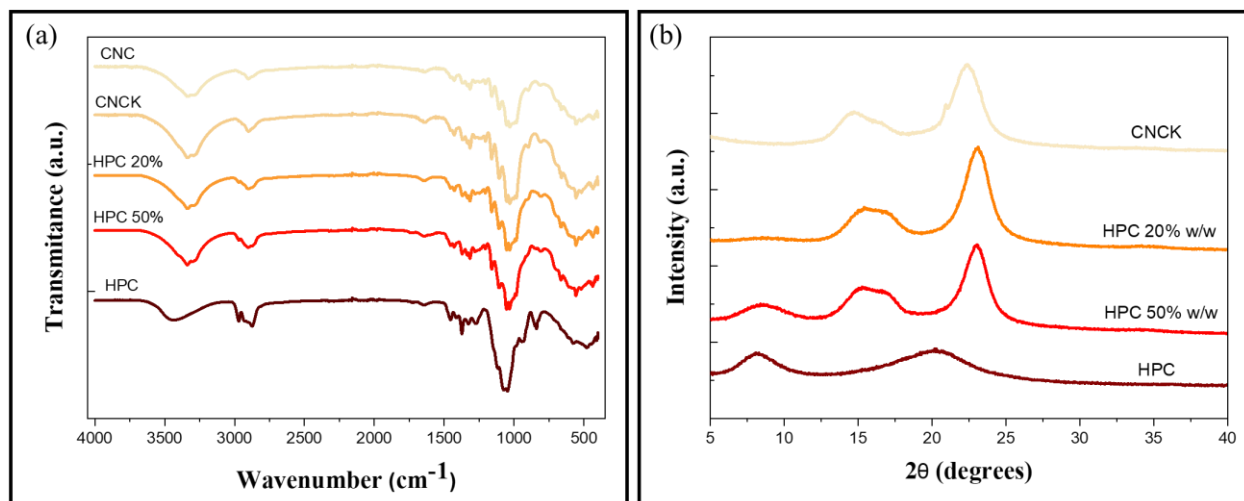 (a)
CNC
CNCK
HPC 20%
HPC 50%
HPC
Transmitance (a.u.)
4000 3500 3000 2500 2000 1500 1000 500
Wavenumber (cm-1)
(b)
CNCK
HPC 20% w/w
HPC 50% w/w
HPC
Intensity (a.u.)
5 10 15 20 25 30 35 40
2θ (degrees)